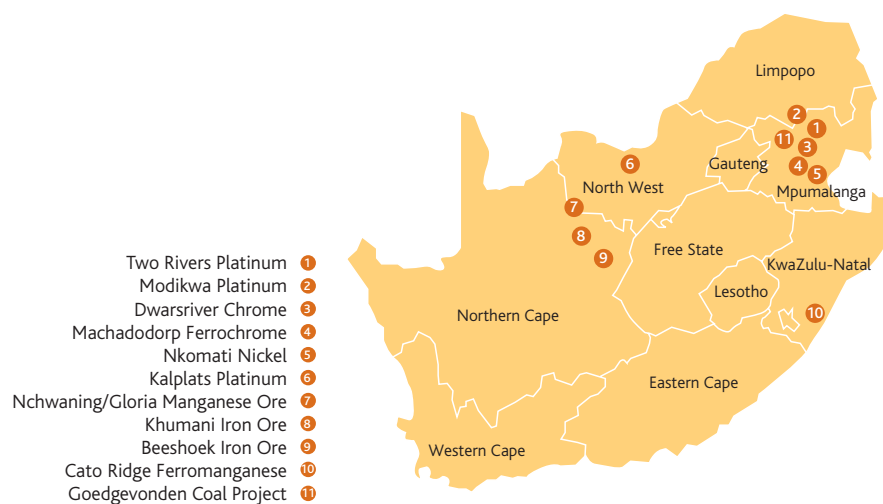 Limpopo
2
1
11
3
Gauteng
6
4
5
North West
Mpumalanga
7
8
Free State
9
KwaZulu-Natal
Two Rivers Platinum 1
Modikwa Platinum 2
Lesotho
Dwarsriver Chrome 3
Northern Cape
10
Machadodorp Ferrochrome 4
Nkomati Nickel 5
Kalplats Platinum 6
Eastern Cape
Nchwaning/Gloria Manganese Ore 7
Khumani Iron Ore 8
Beeshoek Iron Ore 9
Western Cape
Cato Ridge Ferromanganese 10
Goedgevonden Coal Project 11